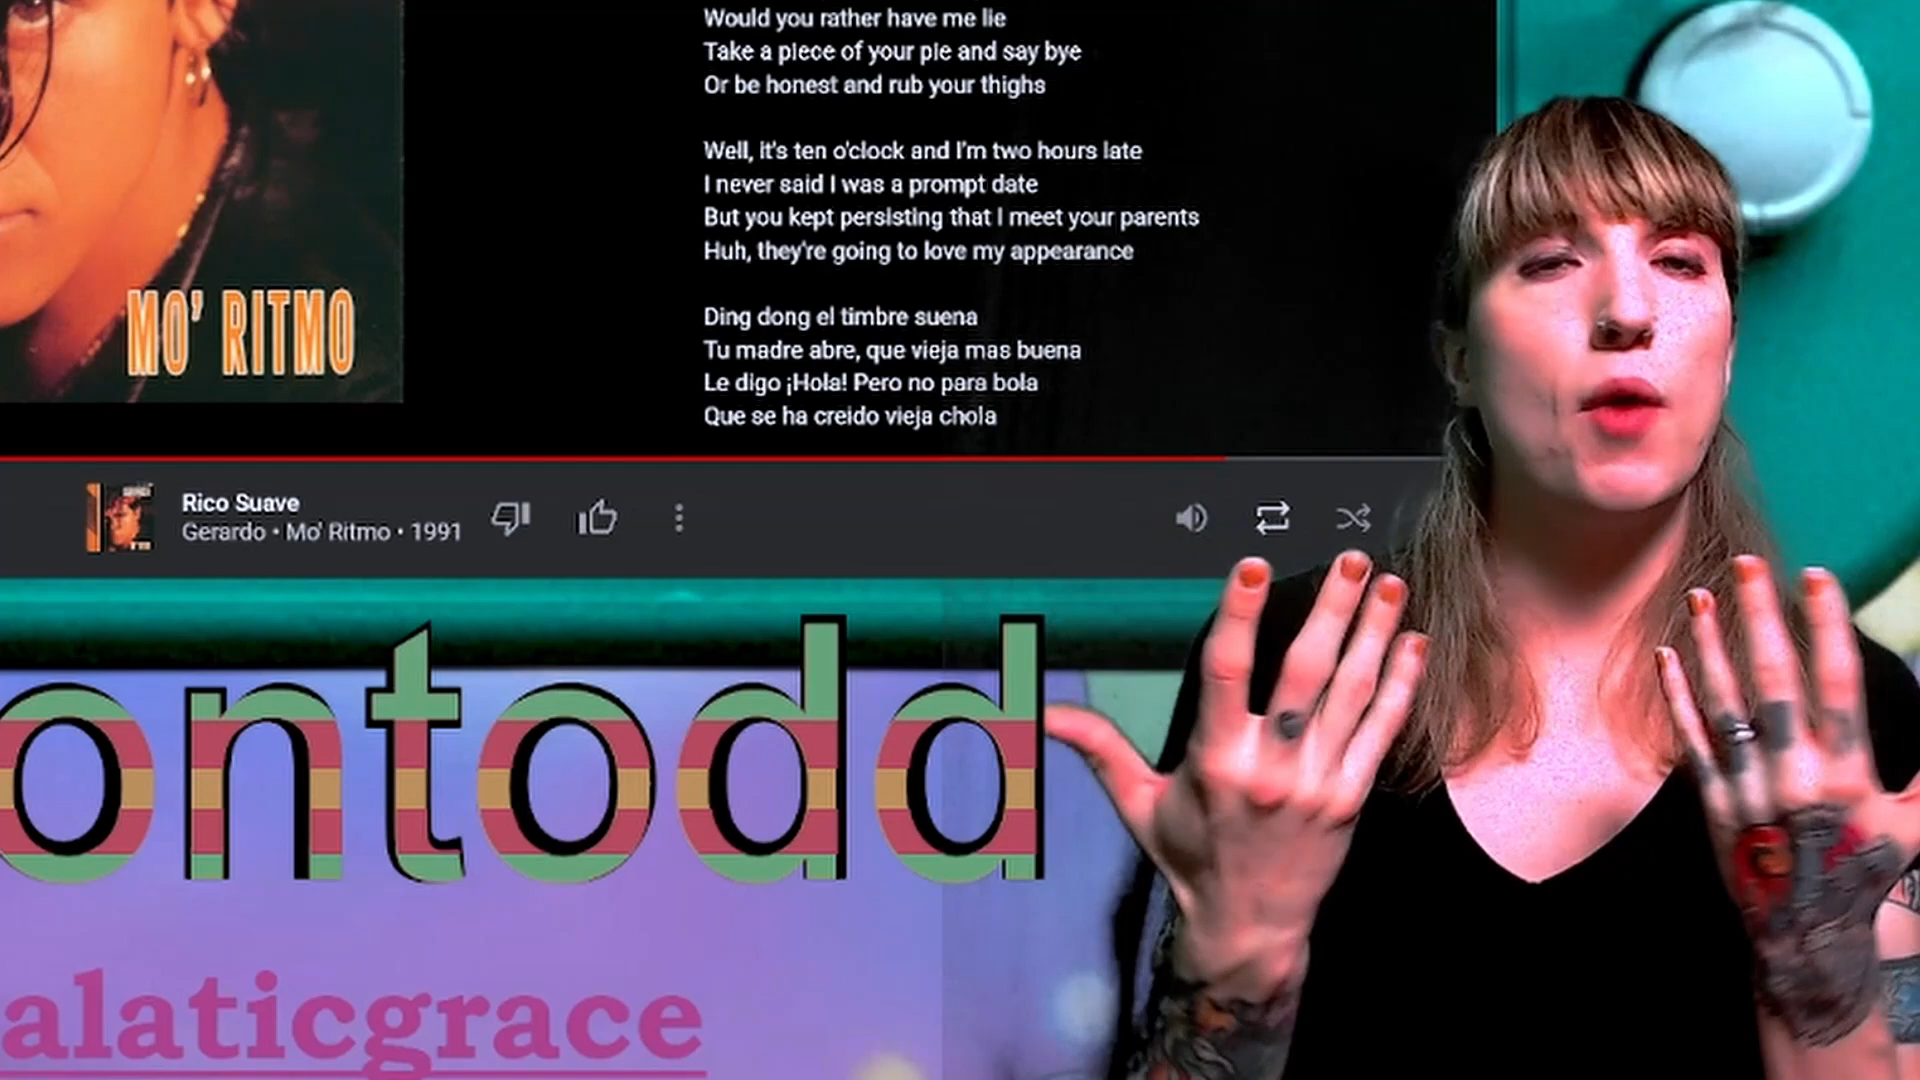 Would you rather have me lie
Take a piece of your pie and say bye
Or be honest and rub your thighs
Well, it's ten o'clock and I'm two hours late
I never said I was a prompt date
But you kept persisting that I meet your parents
Huh, they're going to love my appearance
Ding dong el timbre suena
Tu madre abre, que vieja mas buena
Le digo ¡Hola! Pero no para bola
Que se ha creido vieja chola
MO' RITMO
Rico Suave
Gerardo • Mo' Ritmo • 1991
ontodd
alaticgrace